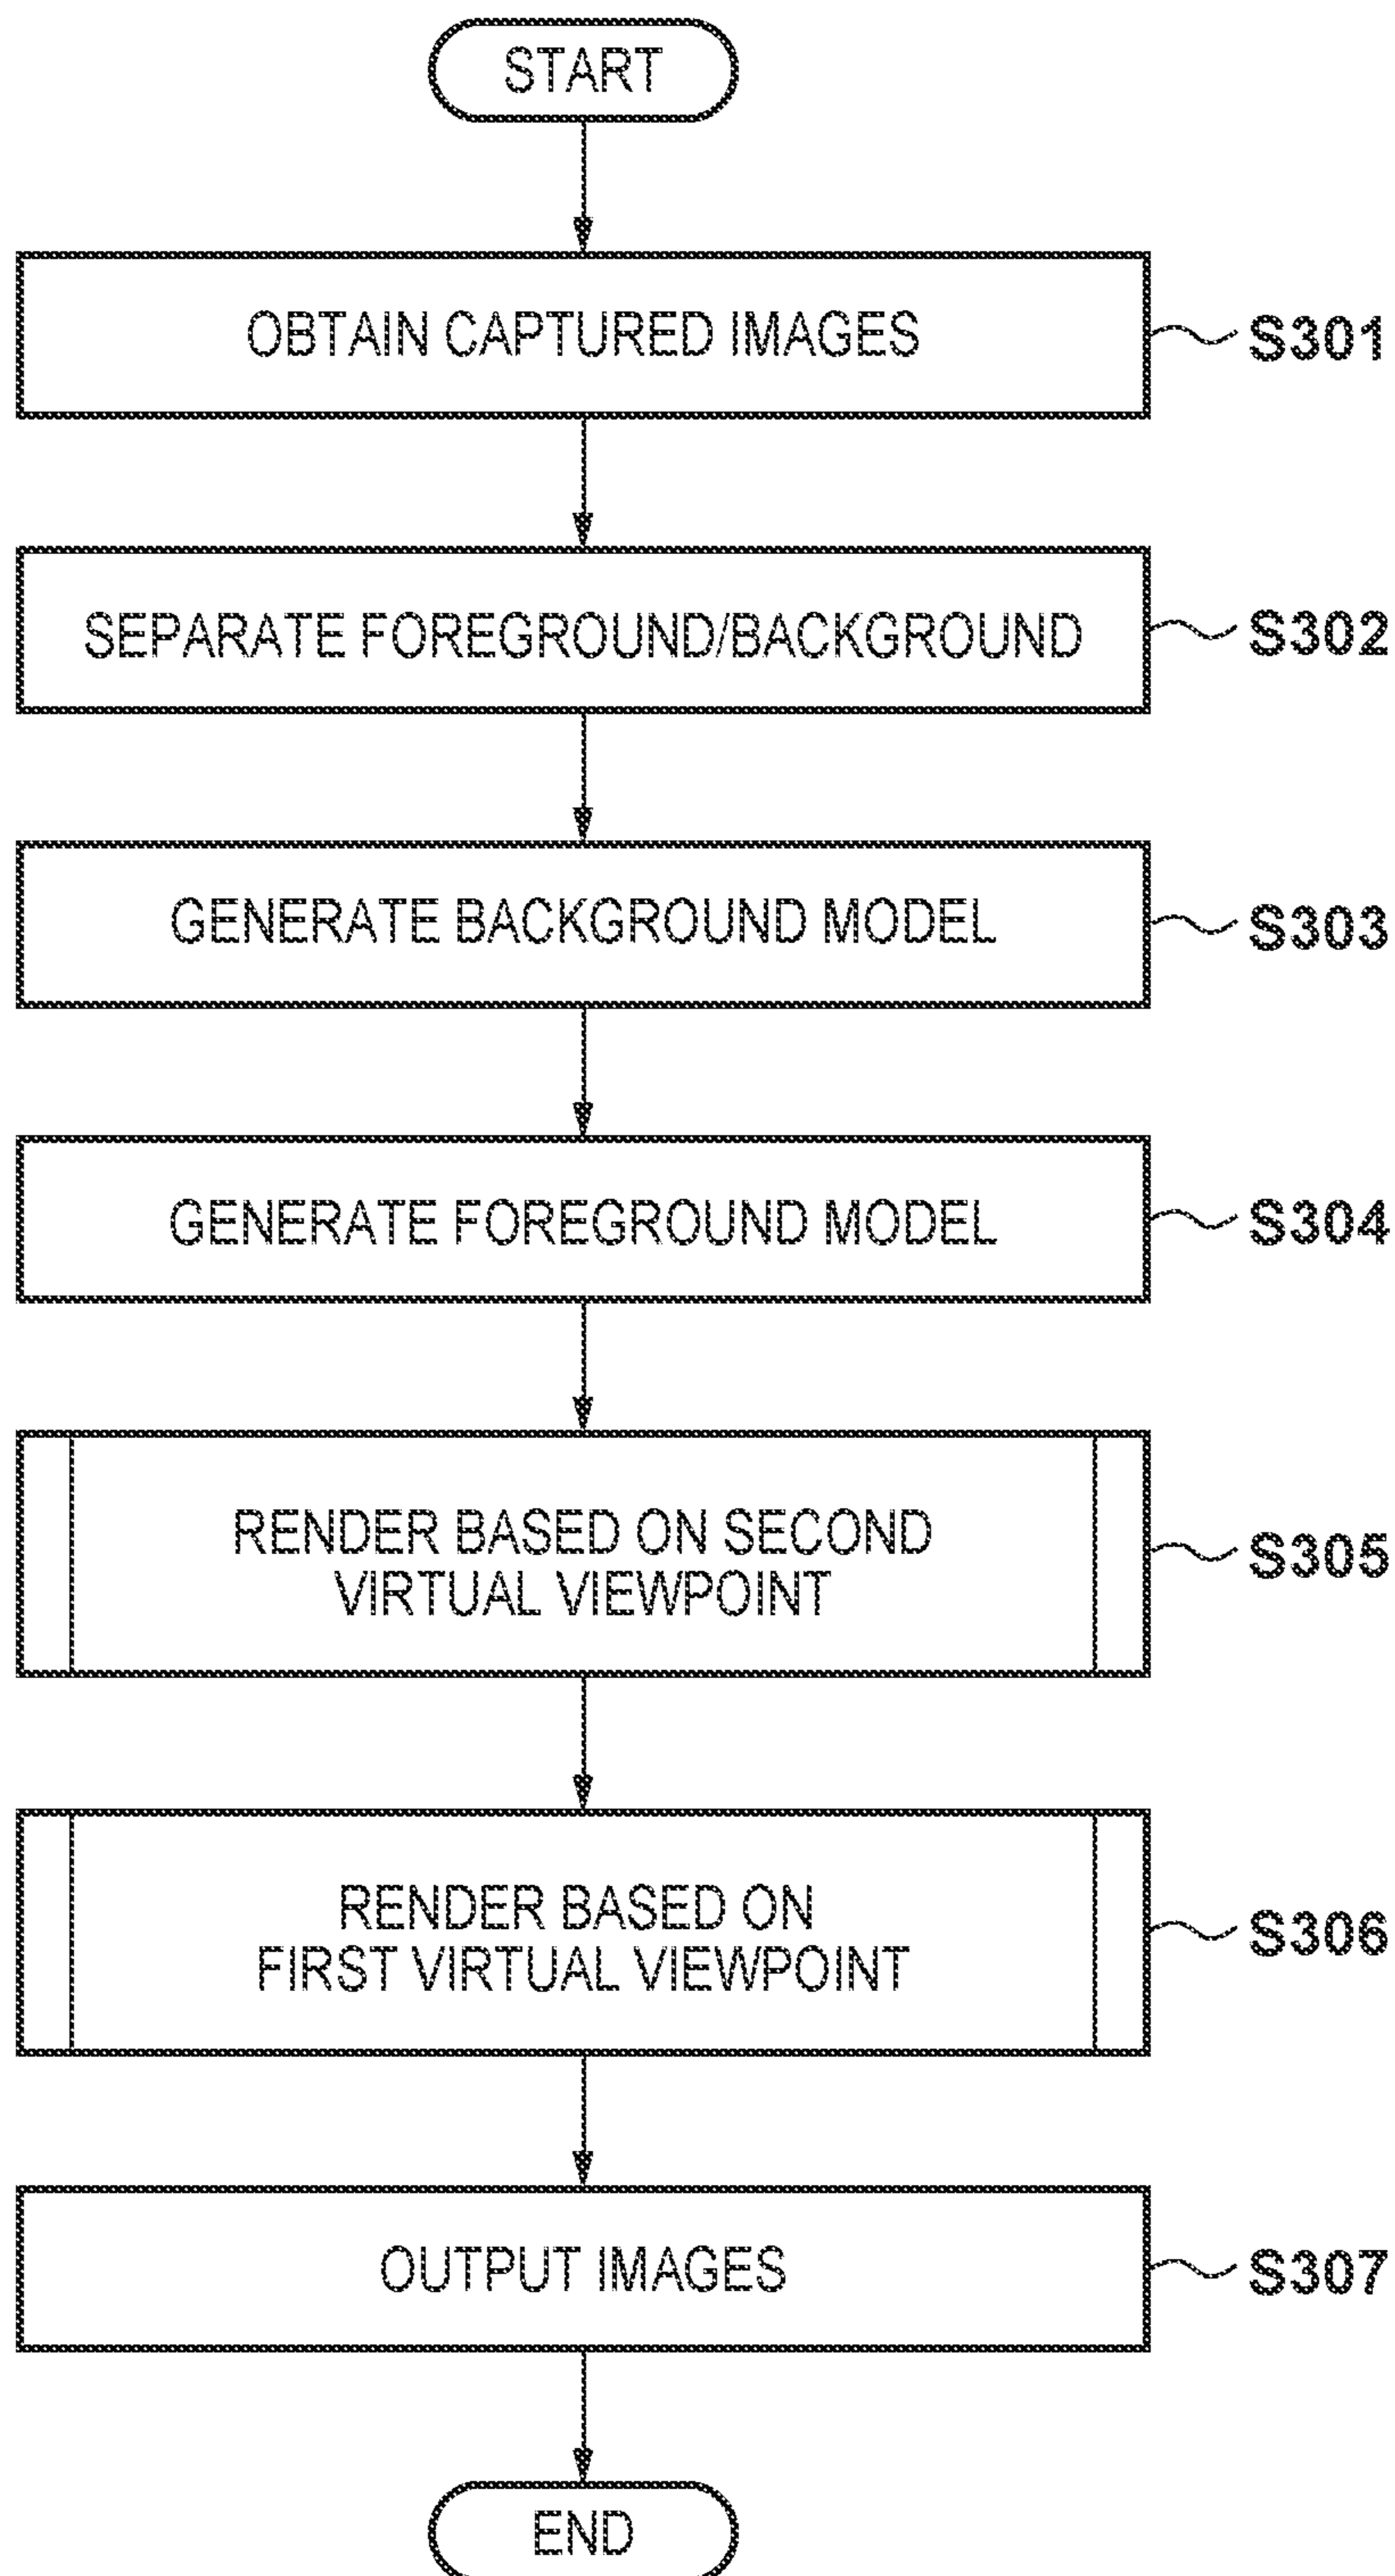 START
OBTAIN CAPTURED IMAGES
S301
SEPARATE FOREGROUND/BACKGROUND
S302
GENERATE BACKGROUND MODEL
S303
GENERATE FOREGROUND MODEL
S304
RENDER BASED ON SECOND
VIRTUAL VIEWPOINT
S305
RENDER BASED ON
FIRST VIRTUAL VIEWPOINT
S306
OUTPUT IMAGES
S307
END